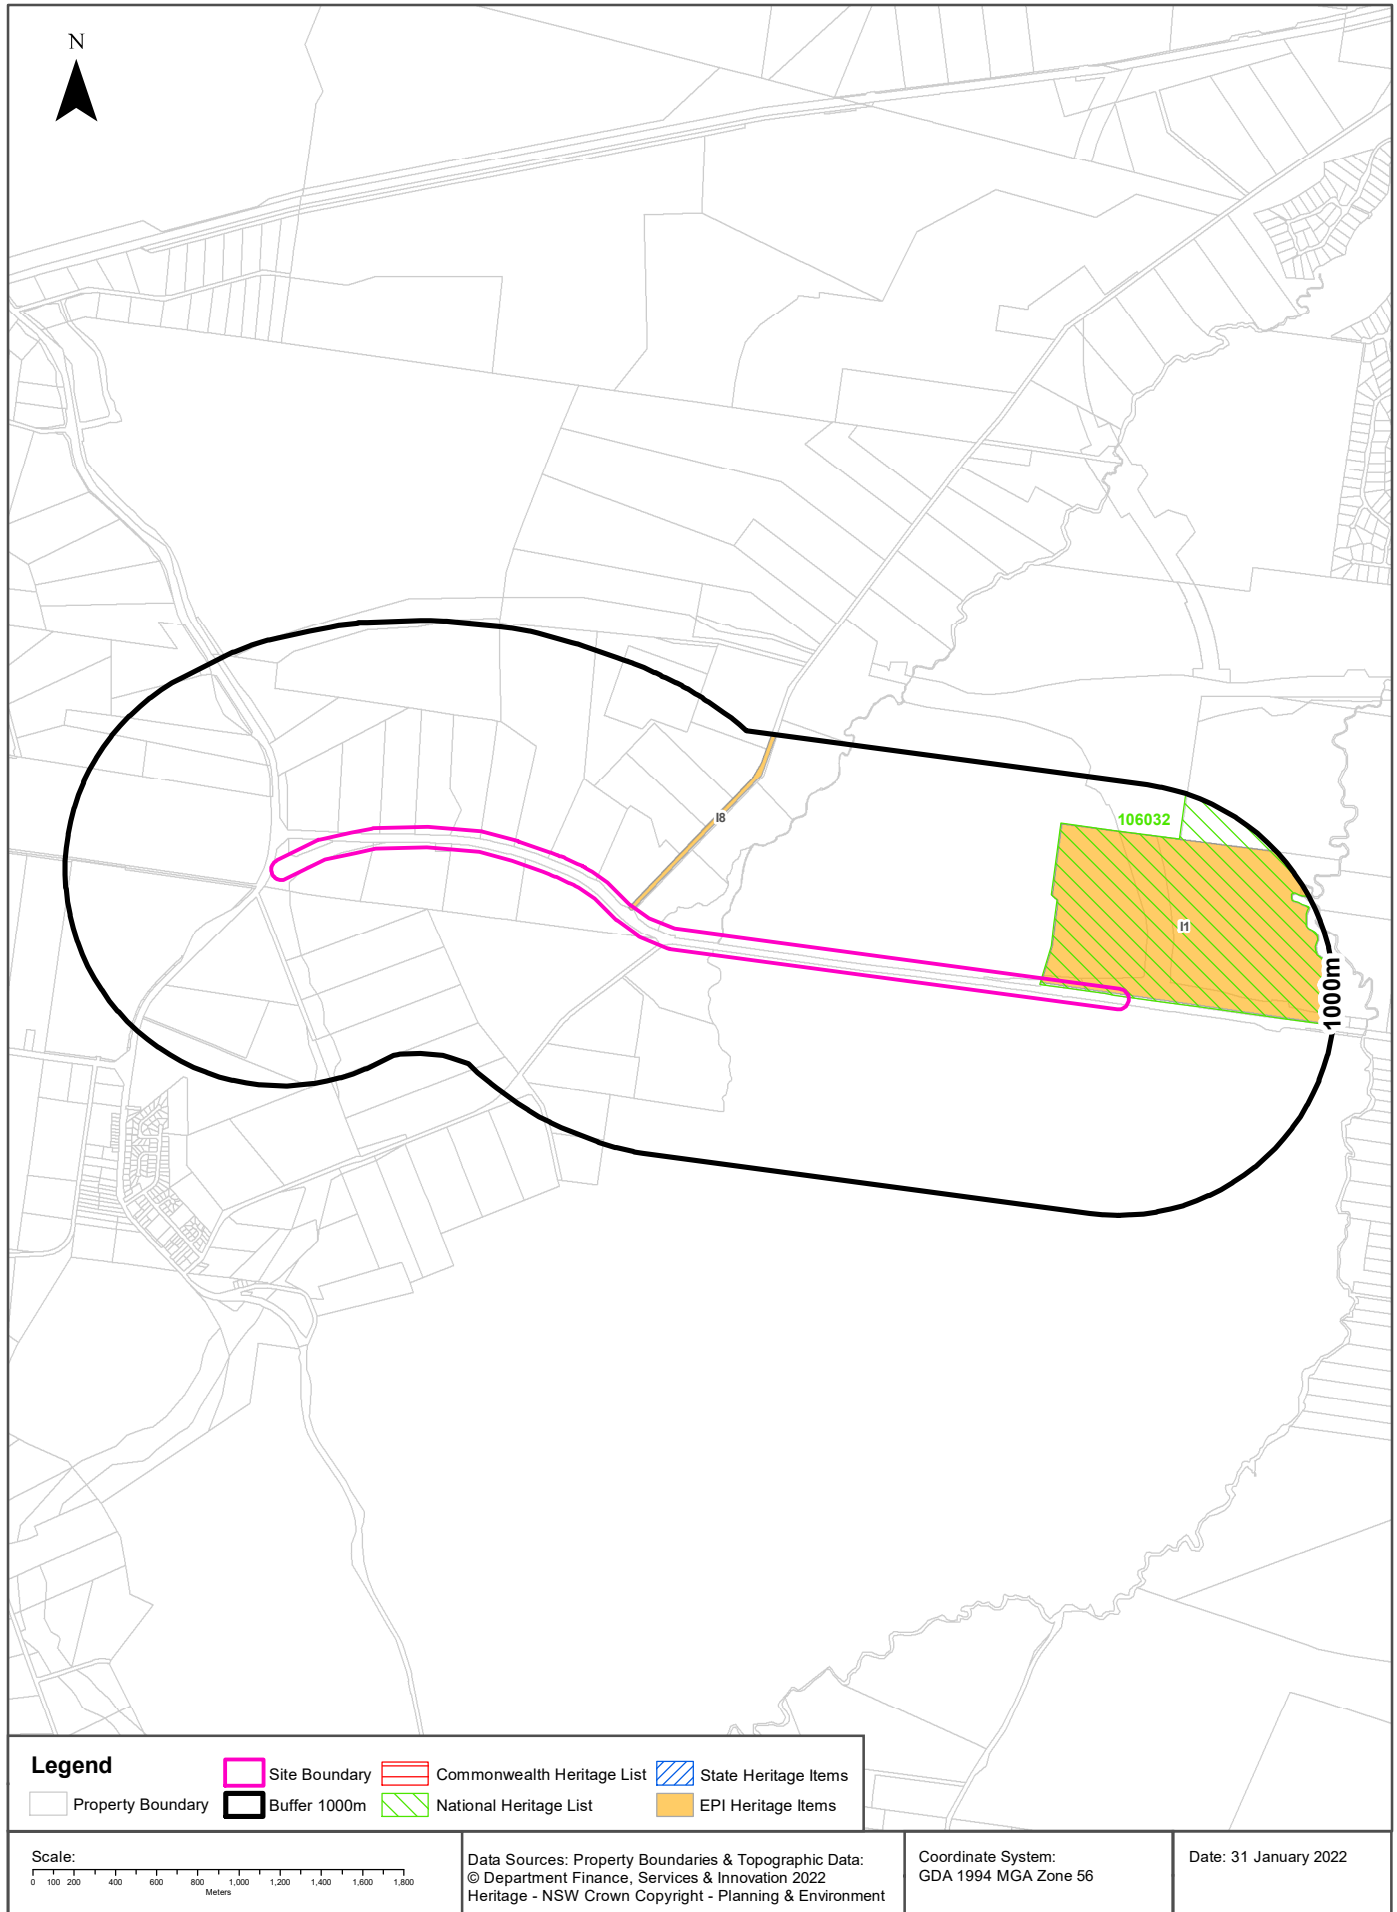 N
I8
106032
I1
1000m
Legend
Property Boundary
Site Boundary
Buffer 1000m
Commonwealth Heritage List
National Heritage List
State Heritage Items
EPI Heritage Items
Scale:
0 100 200 400 600 800 1,000 1,200 1,400 1,600 1,800
Meters
Data Sources: Property Boundaries & Topographic Data:
© Department Finance, Services & Innovation 2022
Heritage - NSW Crown Copyright - Planning & Environment
Coordinate System:
GDA 1994 MGA Zone 56
Date: 31 January 2022